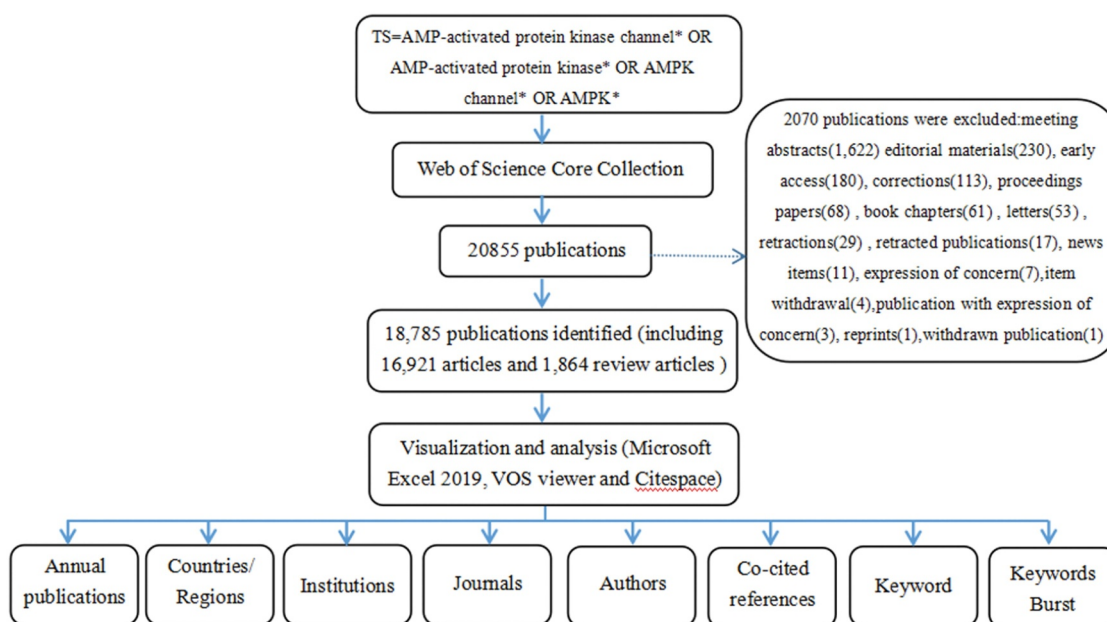 TS=AMP-activated protein kinase channel* OR
AMP-activated protein kinase* OR AMPK
channel* OR AMPK*
Web of Science Core Collection
20855 publications
2070 publications were excluded:meeting
abstracts(1,622) editorial materials(230), early
access(180), corrections(113), proceedings
papers(68) , book chapters(61) , letters(53) ,
retractions(29) , retracted publications(17), news
items(11), expression of concern(7),item
withdrawal(4),publication with expression of
concern(3), reprints(1),withdrawn publication(1)
18,785 publications identified (including
16,921 articles and 1,864 review articles )
Visualization and analysis (Microsoft
Excel 2019, VOS viewer and Citespace)
Annual
publications
Countries/
Regions
Institutions
Journals
Authors
Co-cited
references
Keyword
Keywords
Burst